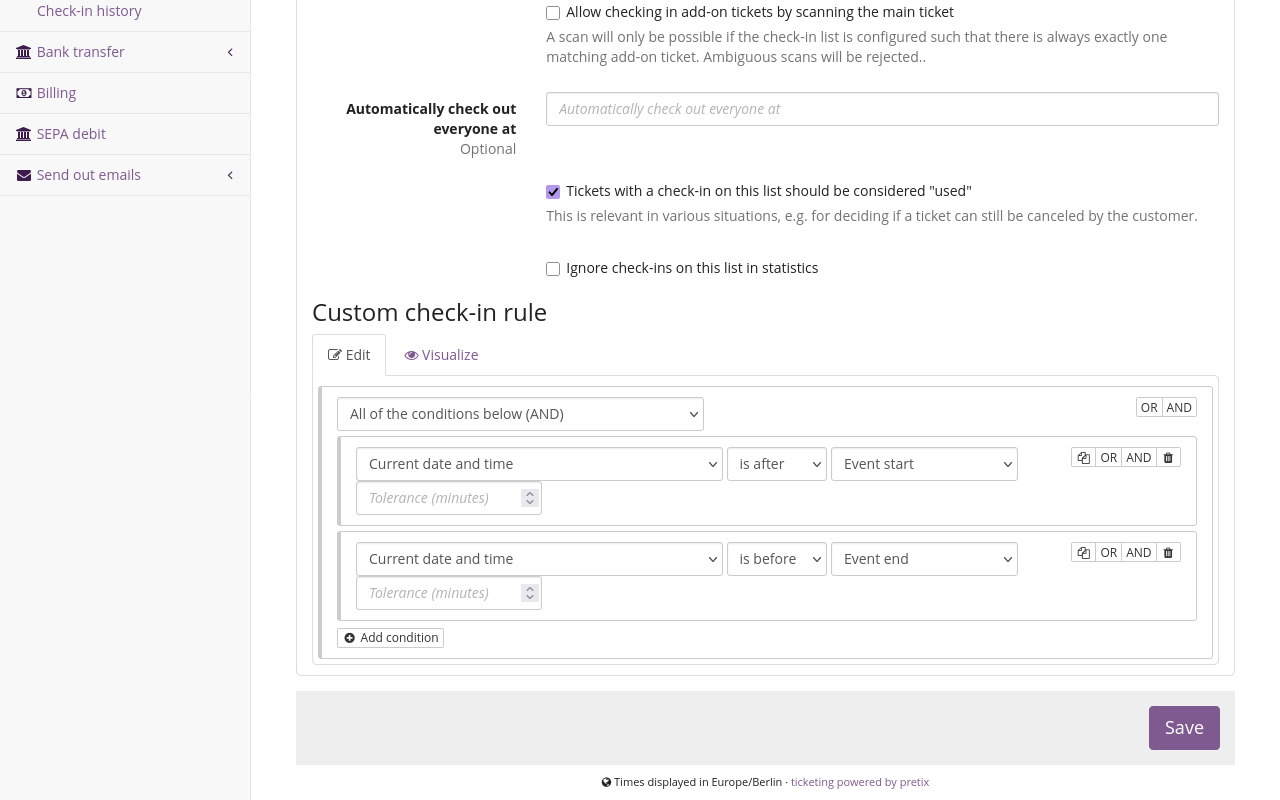 Check-in history
Bank transfer
Billing
SEPA debit
Send out emails
Allow checking in add-on tickets by scanning the main ticket
A scan will only be possible if the check-in list is configured such that there is always exactly one
matching add-on ticket. Ambiguous scans will be rejected..
Automatically check out
everyone at
Optional
Automatically check out everyone at
Tickets with a check-in on this list should be considered "used"
This is relevant in various situations, e.g. for deciding if a ticket can still be canceled by the customer.
Ignore check-ins on this list in statistics
Custom check-in rule
Edit Visualize
All of the conditions below (AND) OR AND
Current date and time is after Event start OR AND
Tolerance (minutes)
Current date and time is before Event end OR AND
Tolerance (minutes)
Add condition
Save
Times displayed in Europe/Berlin · ticketing powered by pretix